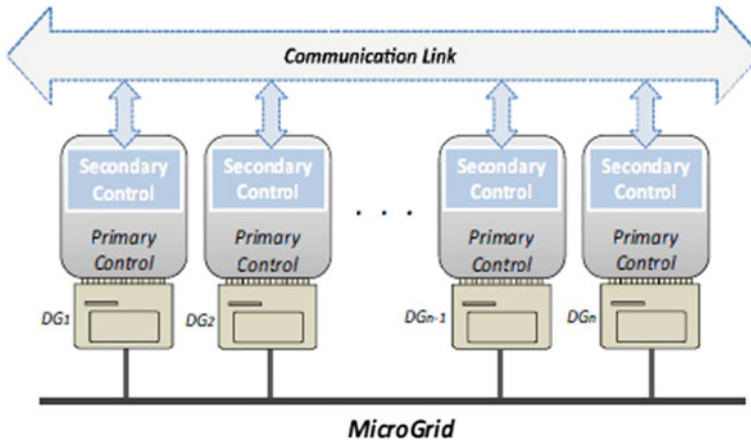 Communication Link
Secondary Control
Secondary Control
Secondary Control
Secondary Control
Primary Control
Primary Control
Primary Control
Primary Control
. . .
DG1
DG2
DGn-1
DGn
MicroGrid